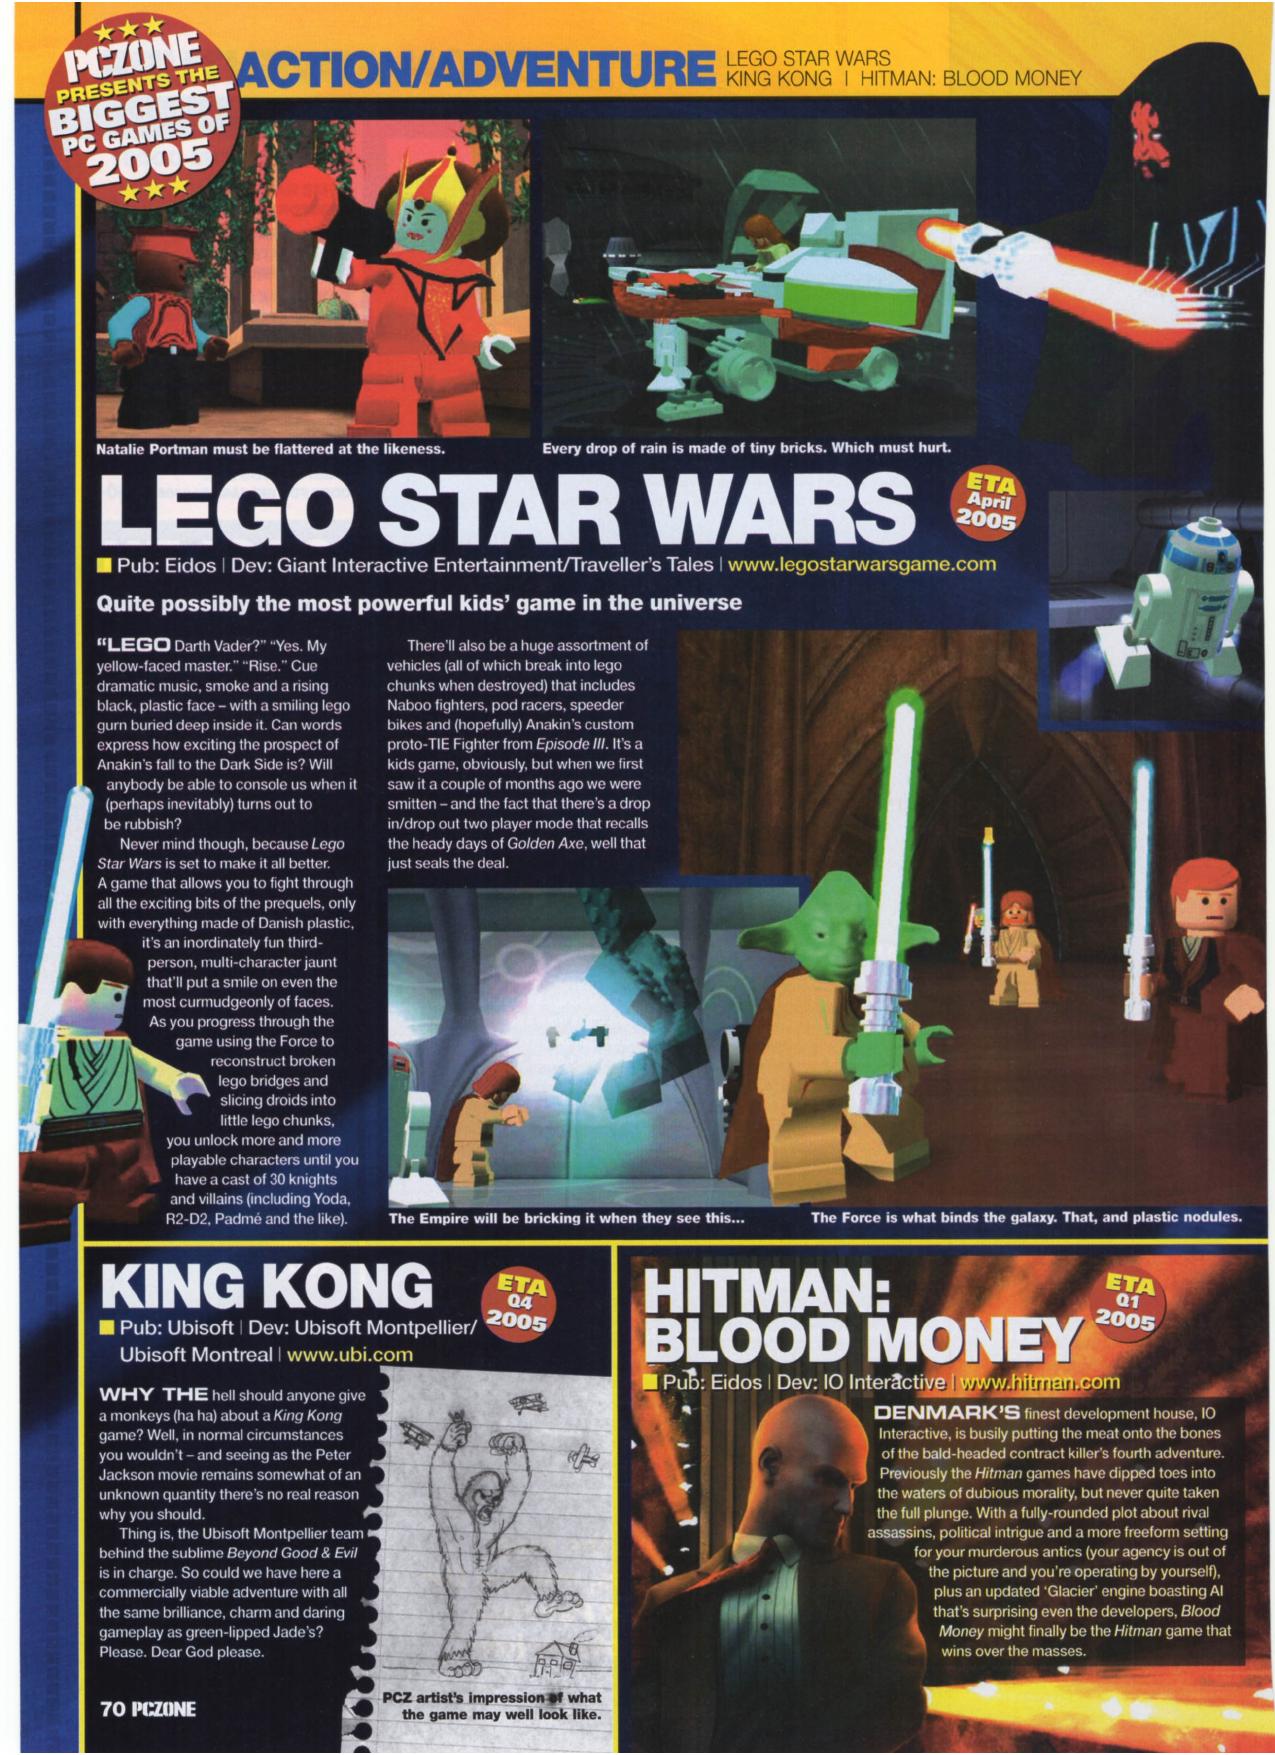 PCZONE
PRESENTS THE
BIGGEST
PC GAMES OF
2005
ACTION/ADVENTURE
LEGO STAR WARS
KING KONG | HITMAN: BLOOD MONEY
Natalie Portman must be flattered at the likeness.
Every drop of rain is made of tiny bricks. Which must hurt.
LEGO STAR WARS
ETA
April
2005
Pub: Eidos | Dev: Giant Interactive Entertainment/Traveller's Tales | www.legostarwarsgame.com
Quite possibly the most powerful kids' game in the universe
"LEGO Darth Vader?" "Yes. My
yellow-faced master." "Rise." Cue
dramatic music, smoke and a rising
black, plastic face – with a smiling lego
gurn buried deep inside it. Can words
express how exciting the prospect of
Anakin's fall to the Dark Side is? Will
anybody be able to console us when it
(perhaps inevitably) turns out to
be rubbish?
Never mind though, because Lego
Star Wars is set to make it all better.
A game that allows you to fight through
all the exciting bits of the prequels, only
with everything made of Danish plastic,
it's an inordinately fun third-
person, multi-character jaunt
that'll put a smile on even the
most curmudgeonly of faces.
As you progress through the
game using the Force to
reconstruct broken
lego bridges and
slicing droids into
little lego chunks,
you unlock more and more
playable characters until you
have a cast of 30 knights
and villains (including Yoda,
R2-D2, Padmé and the like).
There'll also be a huge assortment of
vehicles (all of which break into lego
chunks when destroyed) that includes
Naboo fighters, pod racers, speeder
bikes and (hopefully) Anakin's custom
proto-TIE Fighter from Episode III. It's a
kids game, obviously, but when we first
saw it a couple of months ago we were
smitten – and the fact that there's a drop
in/drop out two player mode that recalls
the heady days of Golden Axe, well that
just seals the deal.
The Empire will be bricking it when they see this...
The Force is what binds the galaxy. That, and plastic nodules.
KING KONG
ETA
Q4
2005
Pub: Ubisoft | Dev: Ubisoft Montpellier/
Ubisoft Montreal | www.ubi.com
WHY THE hell should anyone give
a monkeys (ha ha) about a King Kong
game? Well, in normal circumstances
you wouldn't – and seeing as the Peter
Jackson movie remains somewhat of an
unknown quantity there's no real reason
why you should.
Thing is, the Ubisoft Montpellier team
behind the sublime Beyond Good & Evil
is in charge. So could we have here a
commercially viable adventure with all
the same brilliance, charm and daring
gameplay as green-lipped Jade's?
Please. Dear God please.
PCZ artist's impression of what
the game may well look like.
HITMAN:
BLOOD MONEY
ETA
Q1
2005
Pub: Eidos | Dev: IO Interactive | www.hitman.com
DENMARK'S finest development house, IO
Interactive, is busily putting the meat onto the bones
of the bald-headed contract killer's fourth adventure.
Previously the Hitman games have dipped toes into
the waters of dubious morality, but never quite taken
the full plunge. With a fully-rounded plot about rival
assassins, political intrigue and a more freeform setting
for your murderous antics (your agency is out of
the picture and you're operating by yourself),
plus an updated 'Glacier' engine boasting AI
that's surprising even the developers, Blood
Money might finally be the Hitman game that
wins over the masses.
70 PCZONE